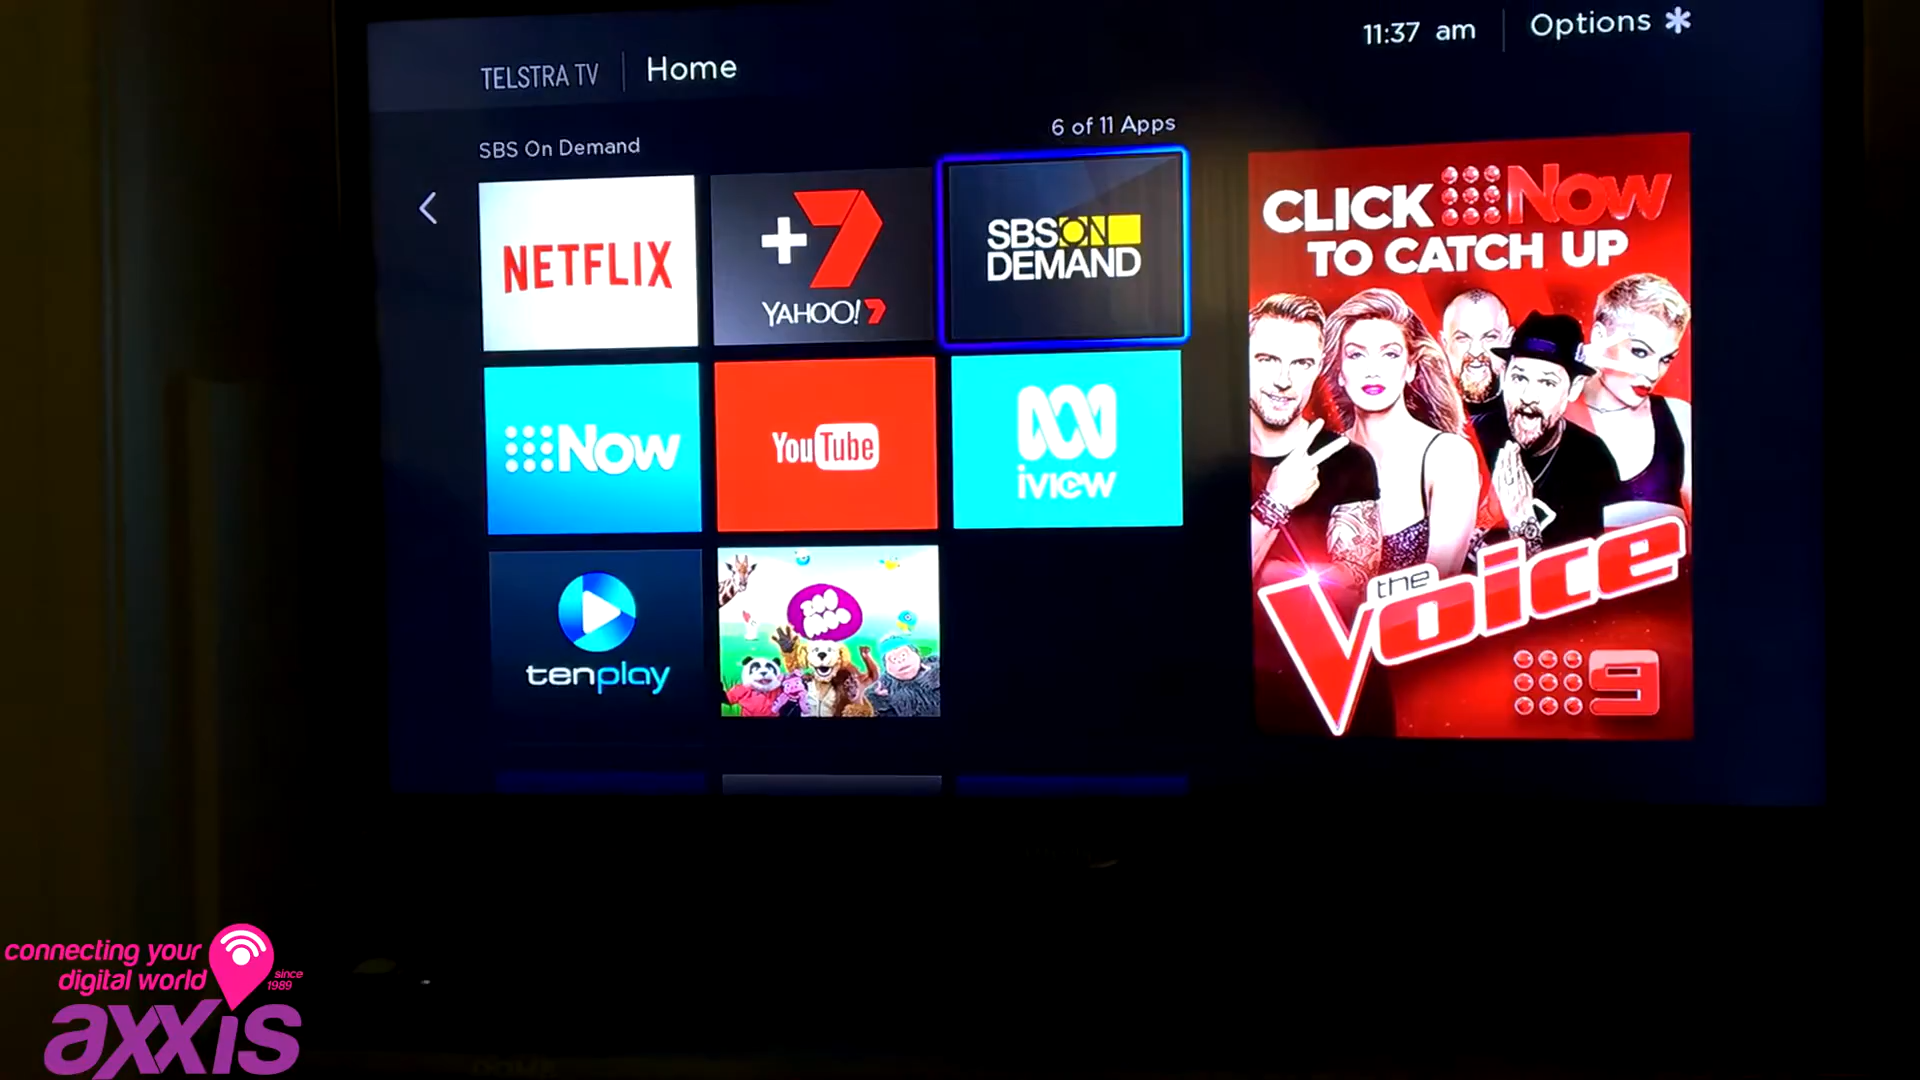 11:37 am
Options *
TELSTRA TV
Home
6 of 11 Apps
SBS On Demand
NETFLIX
+7
YAHOO!7
SBS ON
DEMAND
CLICK Now
TO CATCH UP
Now
YouTube
iview
the
Voice
9
tenplay
ZOO
MOO
connecting your
digital world
since
1989
axxis